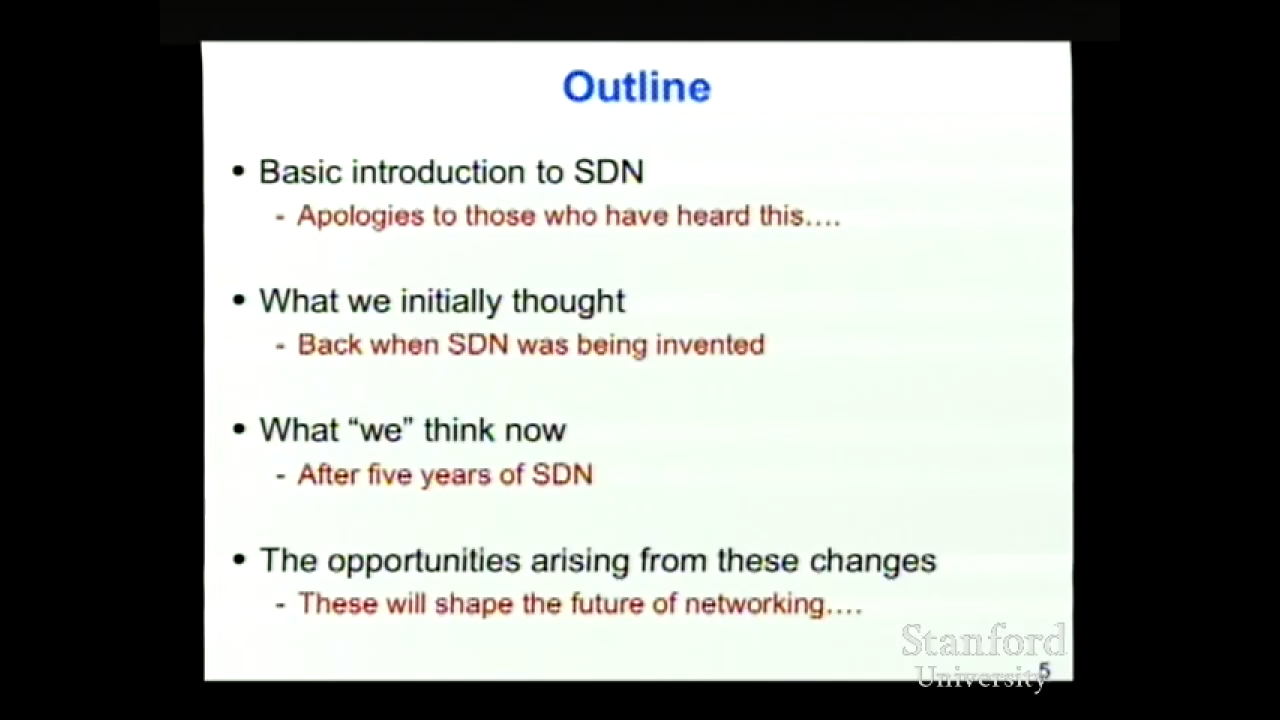 Outline
• Basic introduction to SDN
- Apologies to those who have heard this….
• What we initially thought
- Back when SDN was being invented
• What “we” think now
- After five years of SDN
• The opportunities arising from these changes
- These will shape the future of networking….
Stanford
University
5